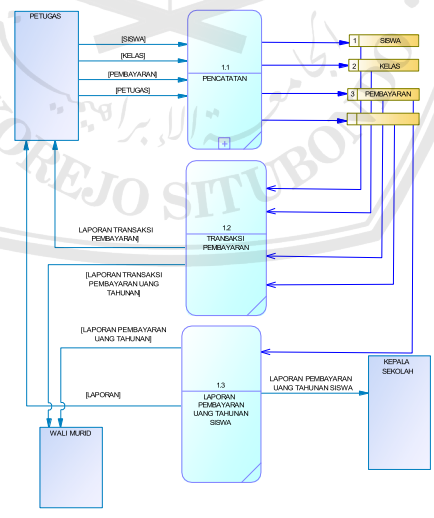 PETUGAS
[SISWA]
[KELAS]
[PEMBAYARAN]
[PETUGAS]
1.1
PENCATATAN
+
1 SISWA
2 KELAS
3 PEMBAYARAN
LAPORAN TRANSAKSI
PEMBAYARAN]
1.2
TRANSAKSI
PEMBAYARAN
[LAPORAN TRANSAKSI
PEMBAYARAN UANG
TAHUNAN]
[LAPORAN PEMBAYARAN
UANG TAHUNAN]
[LAPORAN]
1.3
LAPORAN
PEMBAYARAN
UANG TAHUNAN
SISWA
LAPORAN PEMBAYARAN
UANG TAHUNAN SISWA
KEPALA
SEKOLAH
WALI MURID
OREJO SITUBONDO